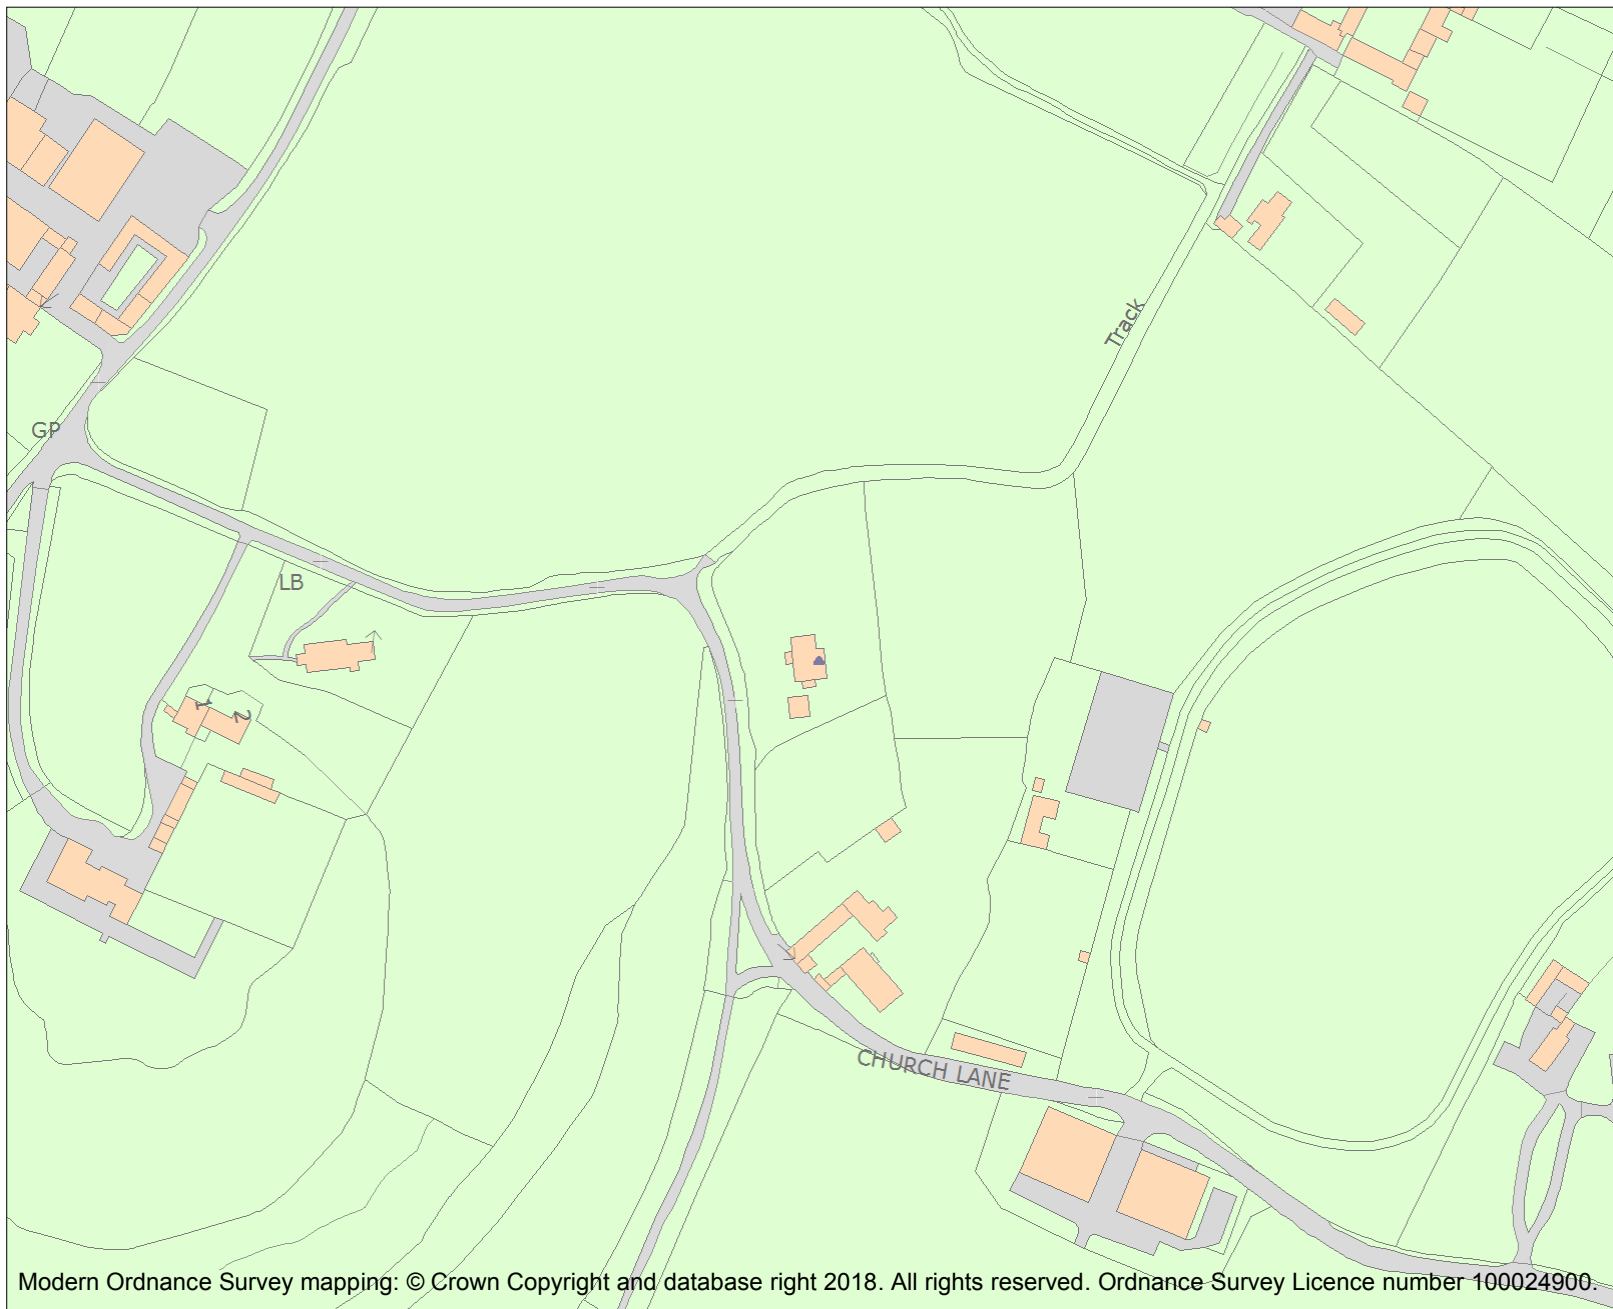 Track
GP
LB
1
2
CHURCH LANE
Modern Ordnance Survey mapping: © Crown Copyright and database right 2018. All rights reserved. Ordnance Survey Licence number 100024900.